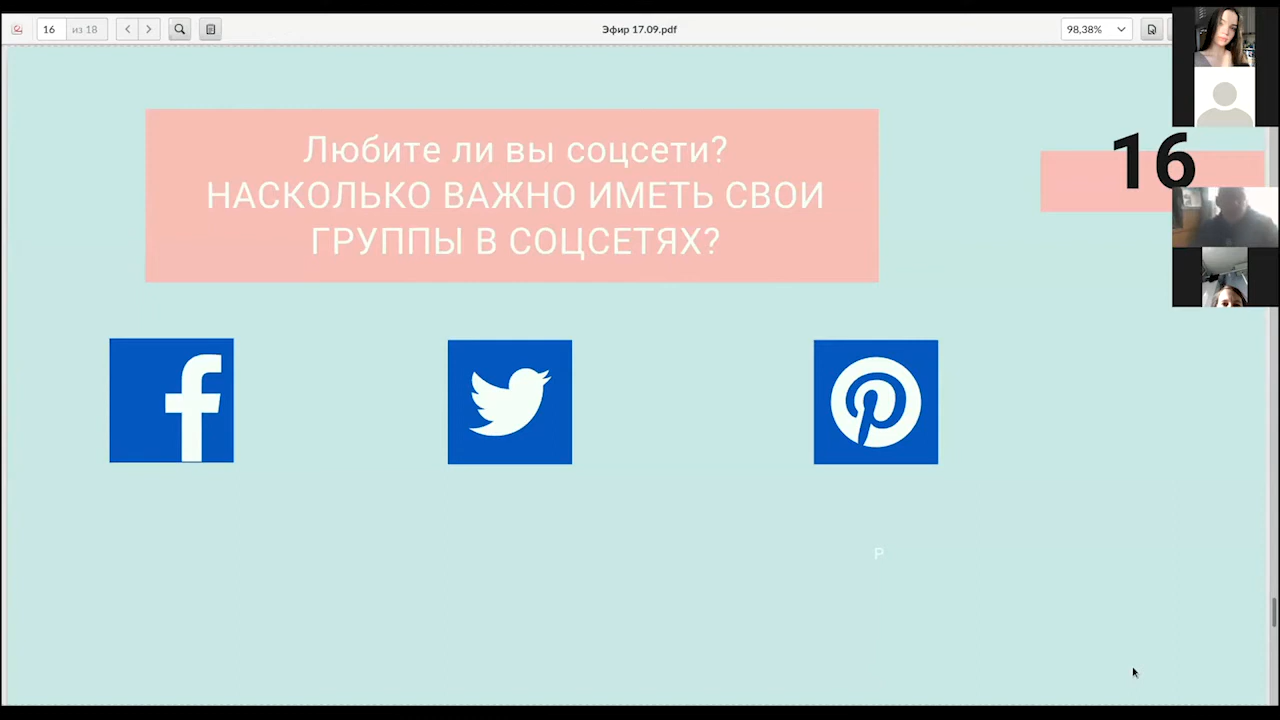 16
из 18
Эфир 17.09.pdf
98,38%
Любите ли вы соцсети?
НАСКОЛЬКО ВАЖНО ИМЕТЬ СВОИ
ГРУППЫ В СОЦСЕТЯХ?
16
P